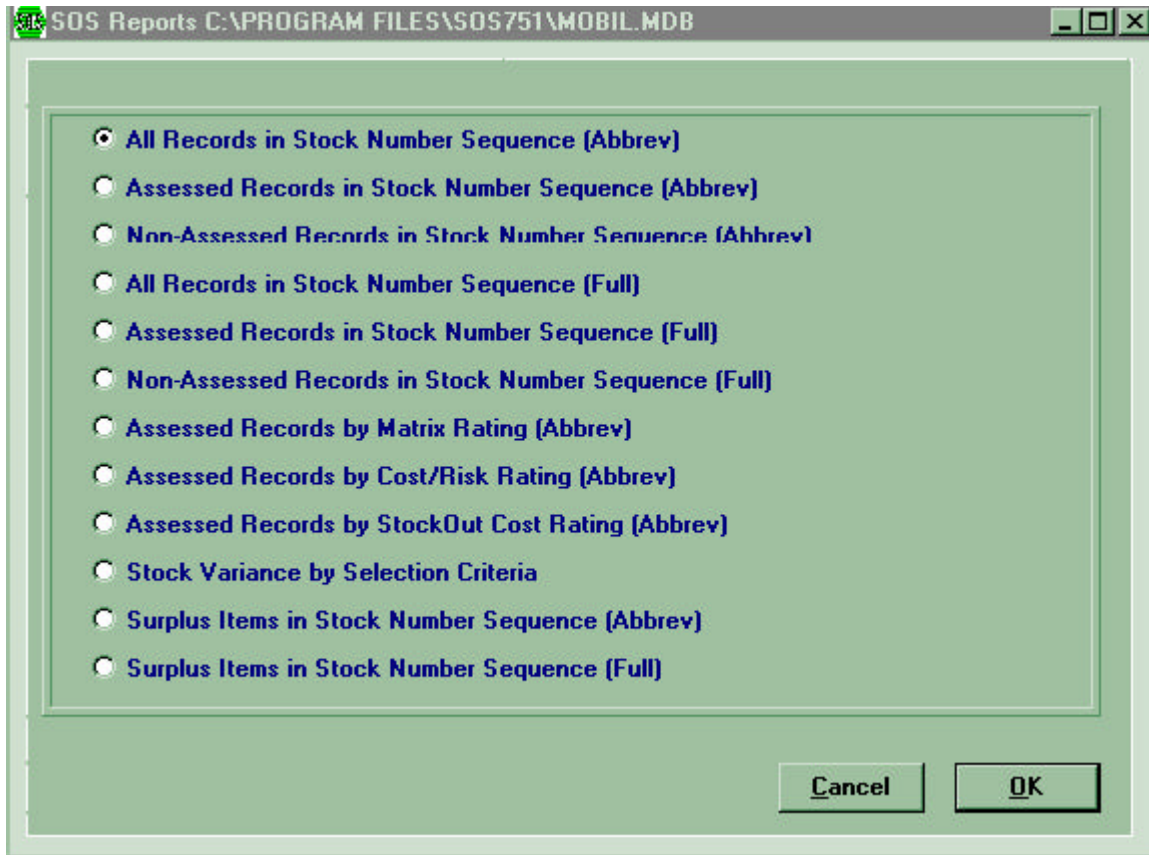 SOS Reports C:\PROGRAM FILES\SOS751\MOBIL.MDB
All Records in Stock Number Sequence (Abbrev)
Assessed Records in Stock Number Sequence (Abbrev)
Non-Assessed Records in Stock Number Sequence (Abbrev)
All Records in Stock Number Sequence (Full)
Assessed Records in Stock Number Sequence (Full)
Non-Assessed Records in Stock Number Sequence (Full)
Assessed Records by Matrix Rating (Abbrev)
Assessed Records by Cost/Risk Rating (Abbrev)
Assessed Records by StockOut Cost Rating (Abbrev)
Stock Variance by Selection Criteria
Surplus Items in Stock Number Sequence (Abbrev)
Surplus Items in Stock Number Sequence (Full)
Cancel OK